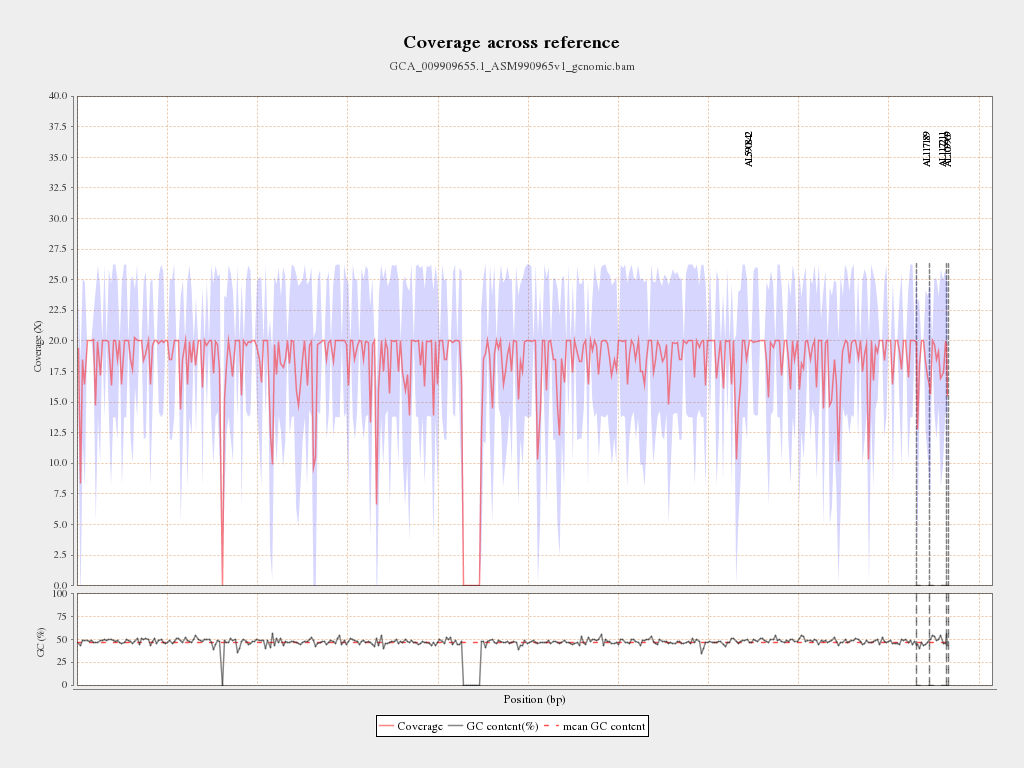 Coverage across reference
GCA_009909655.1_ASM990965v1_genomic.bam
40.0
37.5
35.0
32.5
30.0
27.5
25.0
22.5
20.0
17.5
15.0
12.5
10.0
7.5
5.0
2.5
0.0
Coverage (X)
AL590842
AL117189
AL117211
AL109969
100
75
50
25
0
GC (%)
Position (bp)
Coverage GC content(%) mean GC content